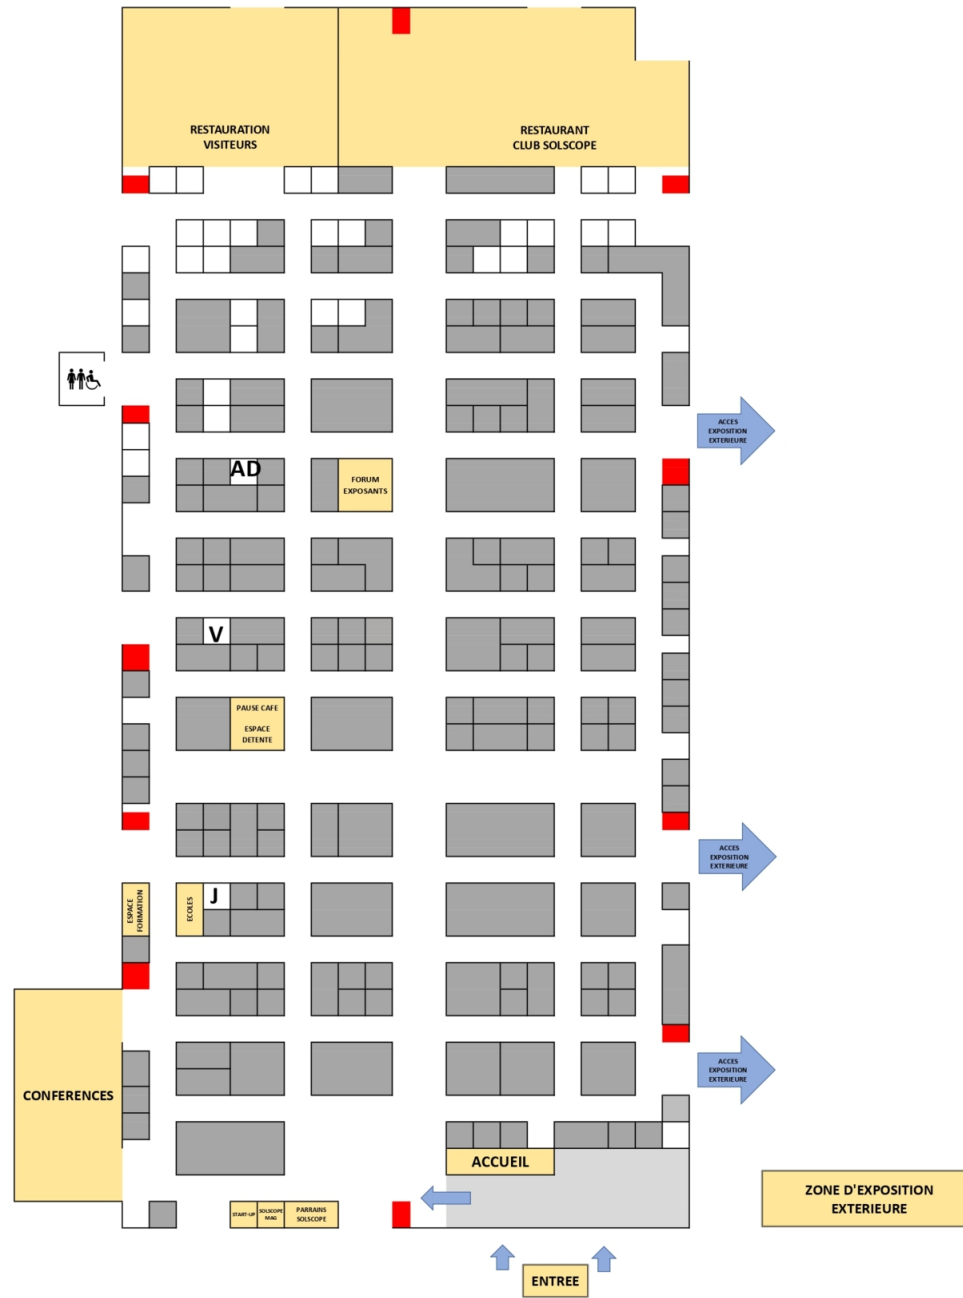 RESTAURATION
VISITEURS
RESTAURANT
CLUB SOLSCOPE
ACCES
EXPOSITION
EXTERIEURE
AD
FORUM
EXPOSANTS
V
PAUSE CAFE
ESPACE
DETENTE
ACCES
EXPOSITION
EXTERIEURE
ESPACE
FORMATION
ECOLES
J
CONFERENCES
ACCES
EXPOSITION
EXTERIEURE
ACCUEIL
START-UP
SOLSCOPE
MAG
PARRAINS
SOLSCOPE
ZONE D'EXPOSITION
EXTERIEURE
ENTREE